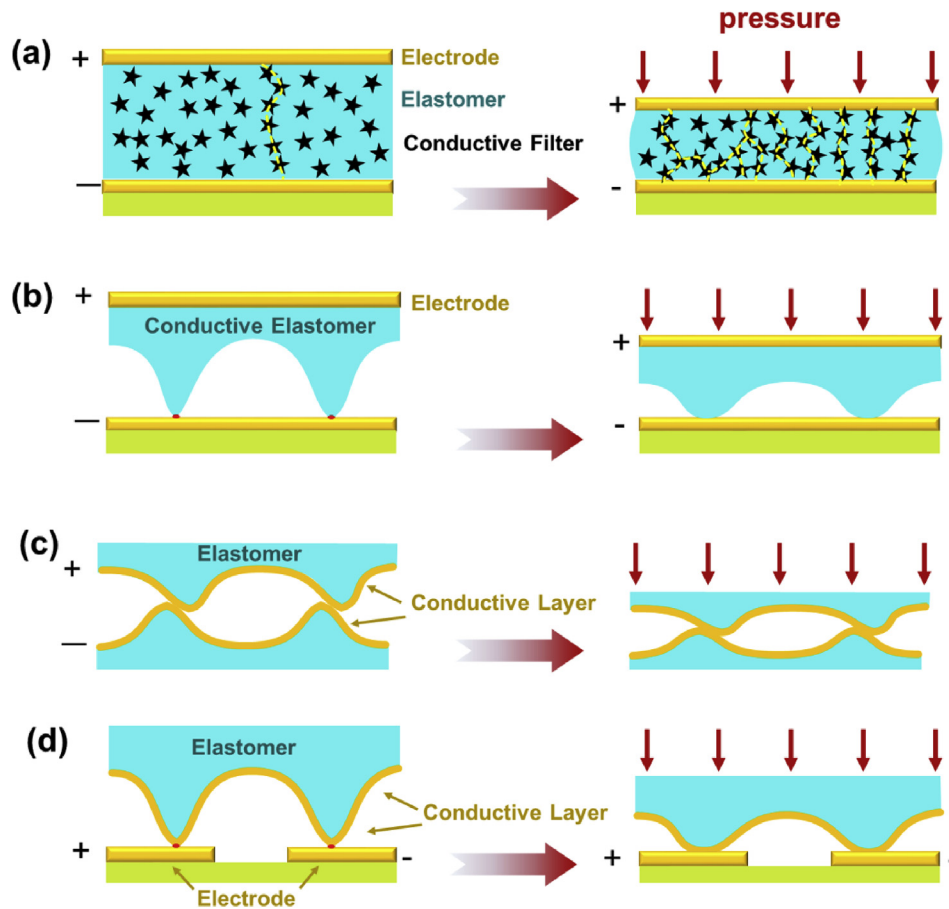 pressure
(a)
+
Electrode
Elastomer
Conductive Filter
—
+
-
(b)
+
Electrode
Conductive Elastomer
—
+
-
(c)
+
Elastomer
Conductive Layer
—
(d)
Elastomer
Conductive Layer
+
-
Electrode
+
-